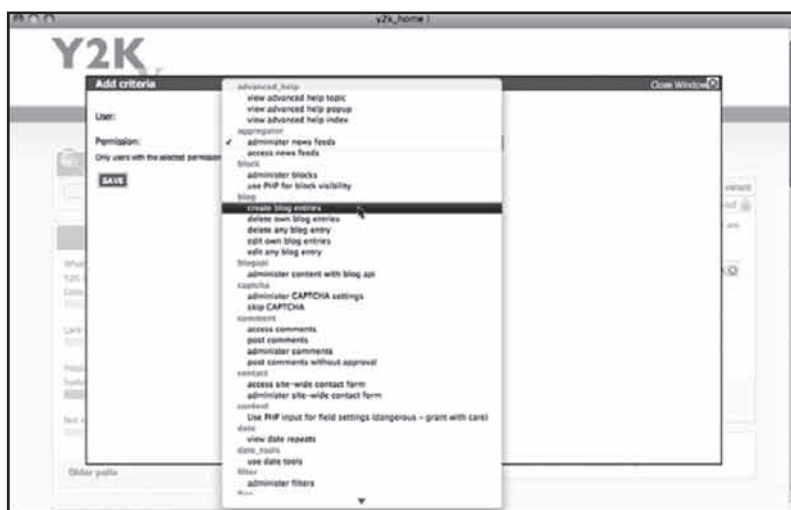 y2k_home
Y2K
Add criteria
Close Window
User:
Permission:
Only users with the selected permission
SAVE
advanced_help
view advanced help topic
view advanced help popup
view advanced help index
aggregator
✓ administer news feeds
access news feeds
block
administer blocks
use PHP for block visibility
blog
create blog entries
delete own blog entries
delete any blog entry
edit own blog entries
edit any blog entry
blogapi
administer content with blog api
captcha
administer CAPTCHA settings
skip CAPTCHA
comment
access comments
post comments
administer comments
post comments without approval
contact
access site-wide contact form
administer site-wide contact form
content
Use PHP input for field settings (dangerous - grant with care)
date
view date repeats
date_tools
use date tools
filter
administer filters
variant
Older polls